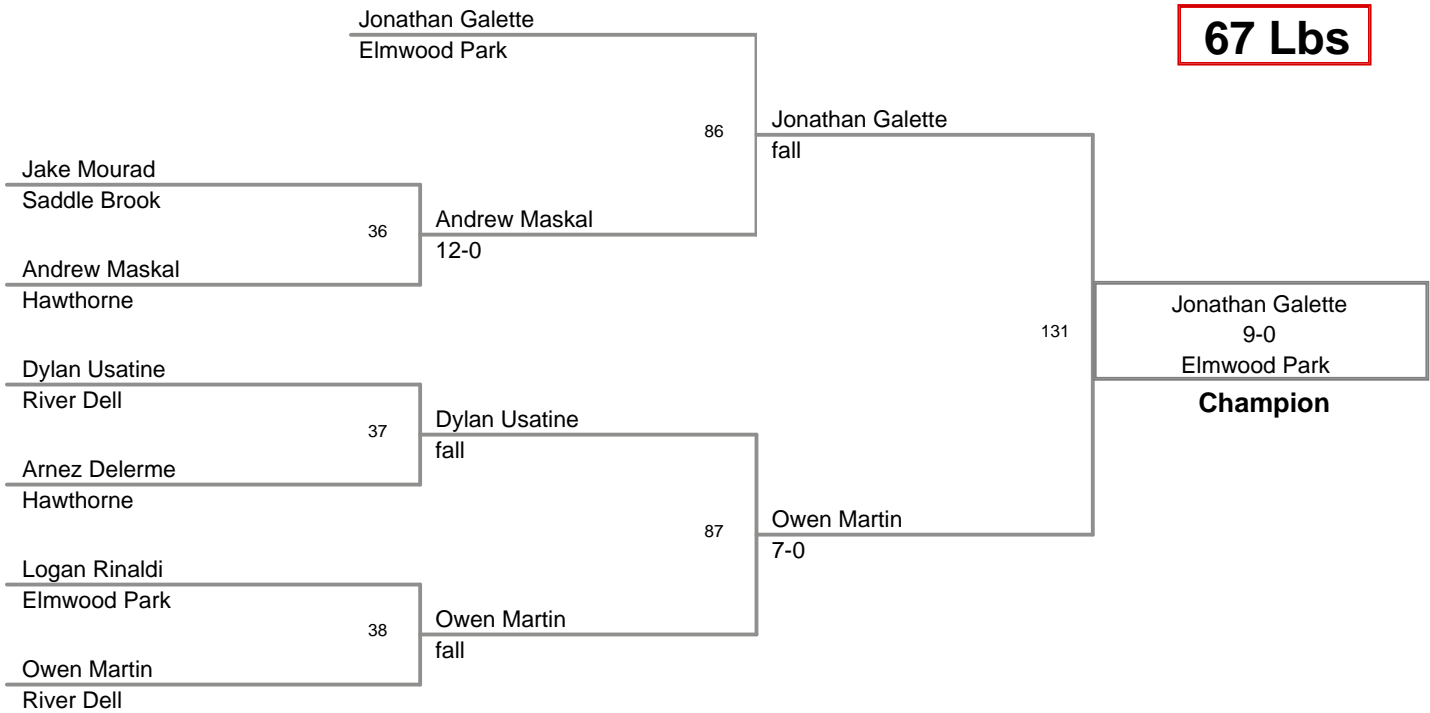 Jonathan Galette
Elmwood Park
67 Lbs
86
Jonathan Galette
fall
Jake Mourad
Saddle Brook
36
Andrew Maskal
12-0
Andrew Maskal
Hawthorne
131
Jonathan Galette
9-0
Elmwood Park
Champion
Dylan Usatine
River Dell
37
Dylan Usatine
fall
Arnez Delerme
Hawthorne
87
Owen Martin
7-0
Logan Rinaldi
Elmwood Park
38
Owen Martin
fall
Owen Martin
River Dell